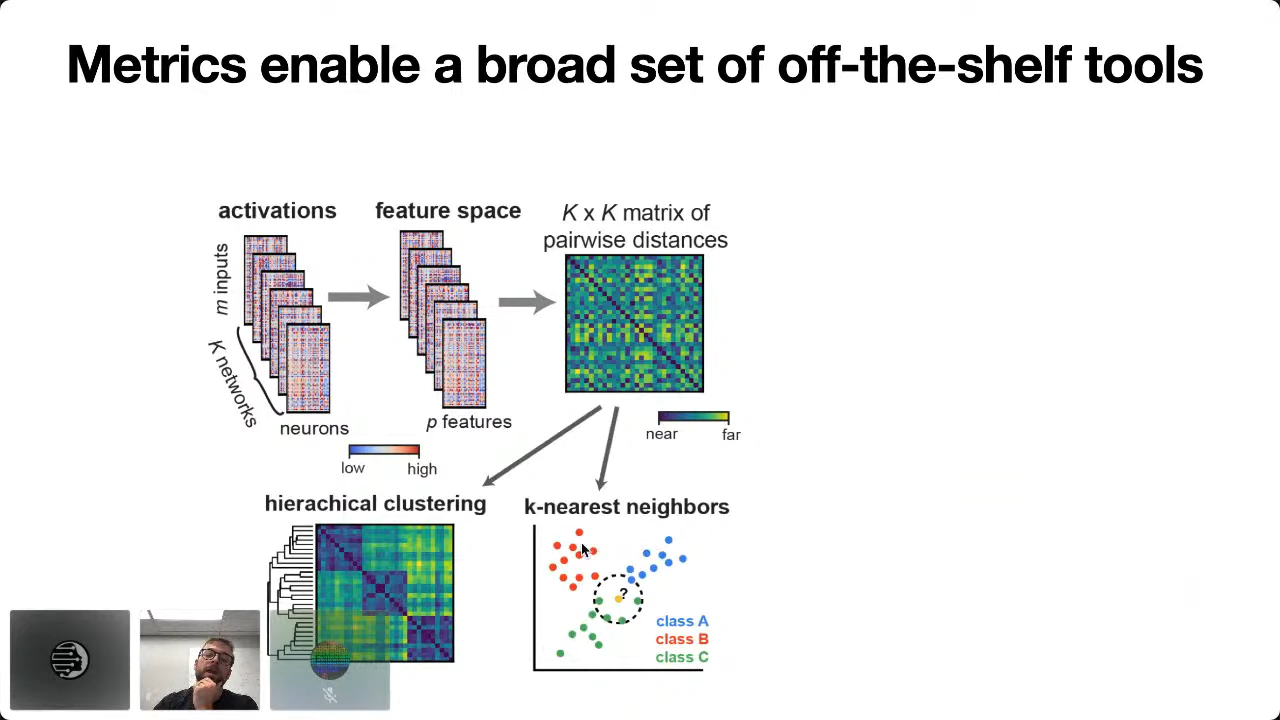 Metrics enable a broad set of off-the-shelf tools
activations
feature space
K x K matrix of
pairwise distances
m inputs
K networks
neurons
p features
near
far
low
high
hierachical clustering
k-nearest neighbors
?
class A
class B
class C